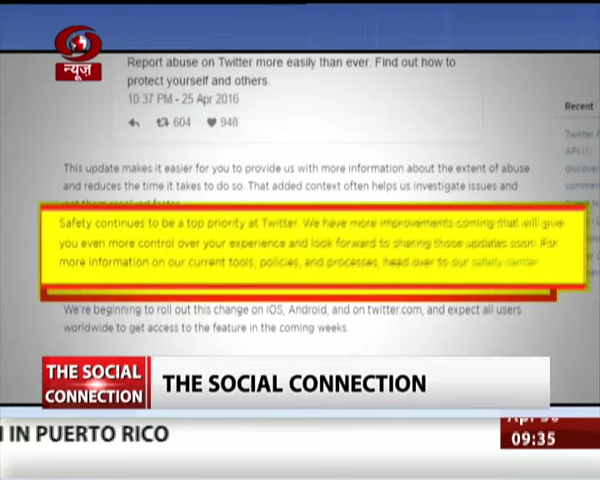 न्यूज़
Report abuse on Twitter more easily than ever. Find out how to
protect yourself and others.
10:37 PM - 25 Apr 2016
604 948
Recent
Twitter
API (1)
discover
This update makes it easier for you to provide us with more information about the extent of abuse
and reduces the time it takes to do so. That added context often helps us investigate issues and
Safety continues to be a top priority at Twitter. We have more improvements coming that will give
you even more control over your experience and look forward to sharing those updates soon. For
more information on our current tools, policies, and processes, head over to our safety center
We're beginning to roll out this change on iOS, Android, and on twitter.com, and expect all users
worldwide to get access to the feature in the coming weeks.
THE SOCIAL
CONNECTION
THE SOCIAL CONNECTION
IN PUERTO RICO
09:35